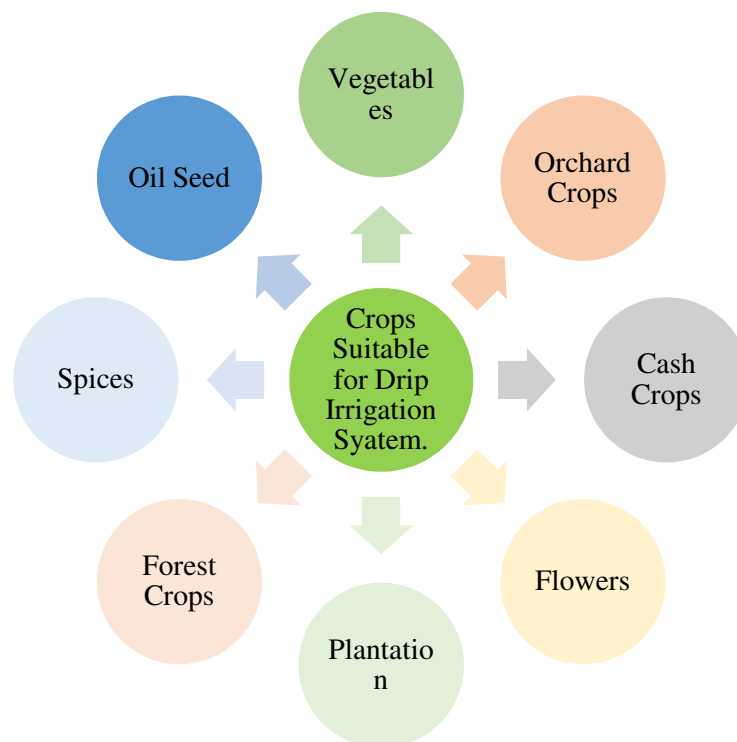 Vegetabl
es
Orchard
Crops
Cash
Crops
Flowers
Plantatio
n
Forest
Crops
Spices
Oil Seed
Crops
Suitable
for Drip
Irrigation
Syatem.